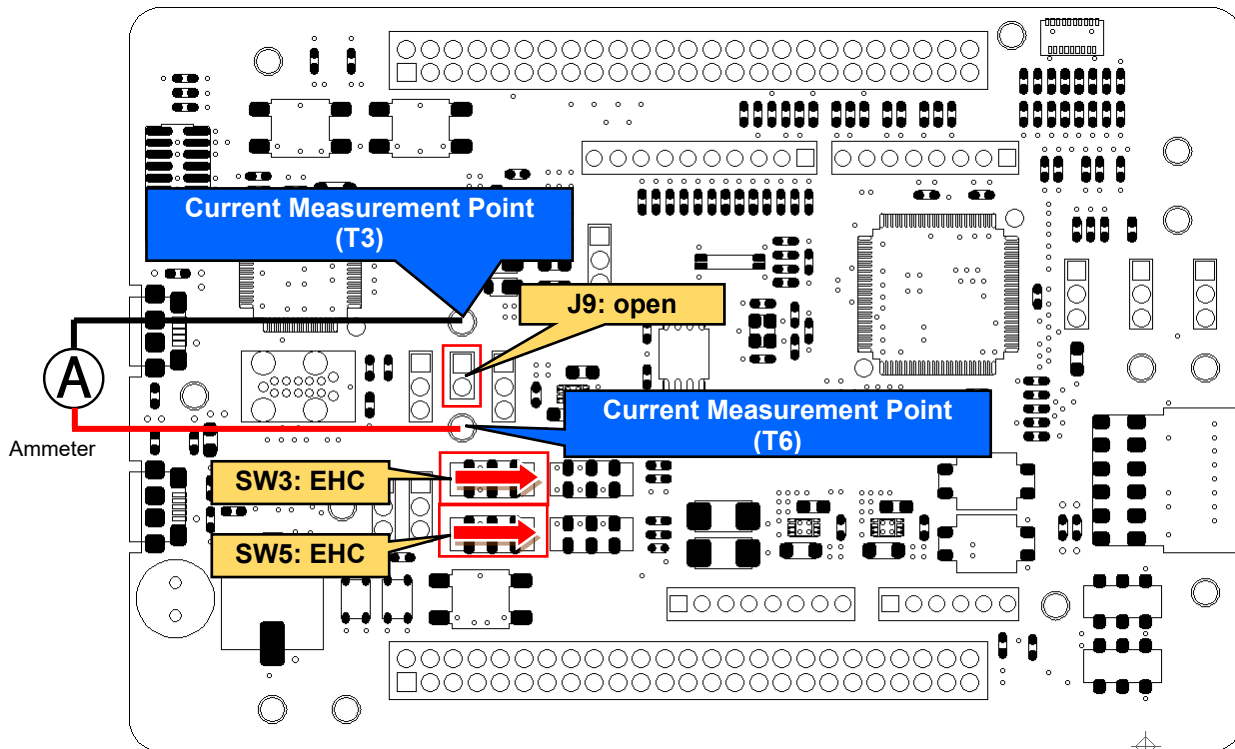 Current Measurement Point
(T3)
J9: open
A
Ammeter
Current Measurement Point
(T6)
SW3: EHC
SW5: EHC